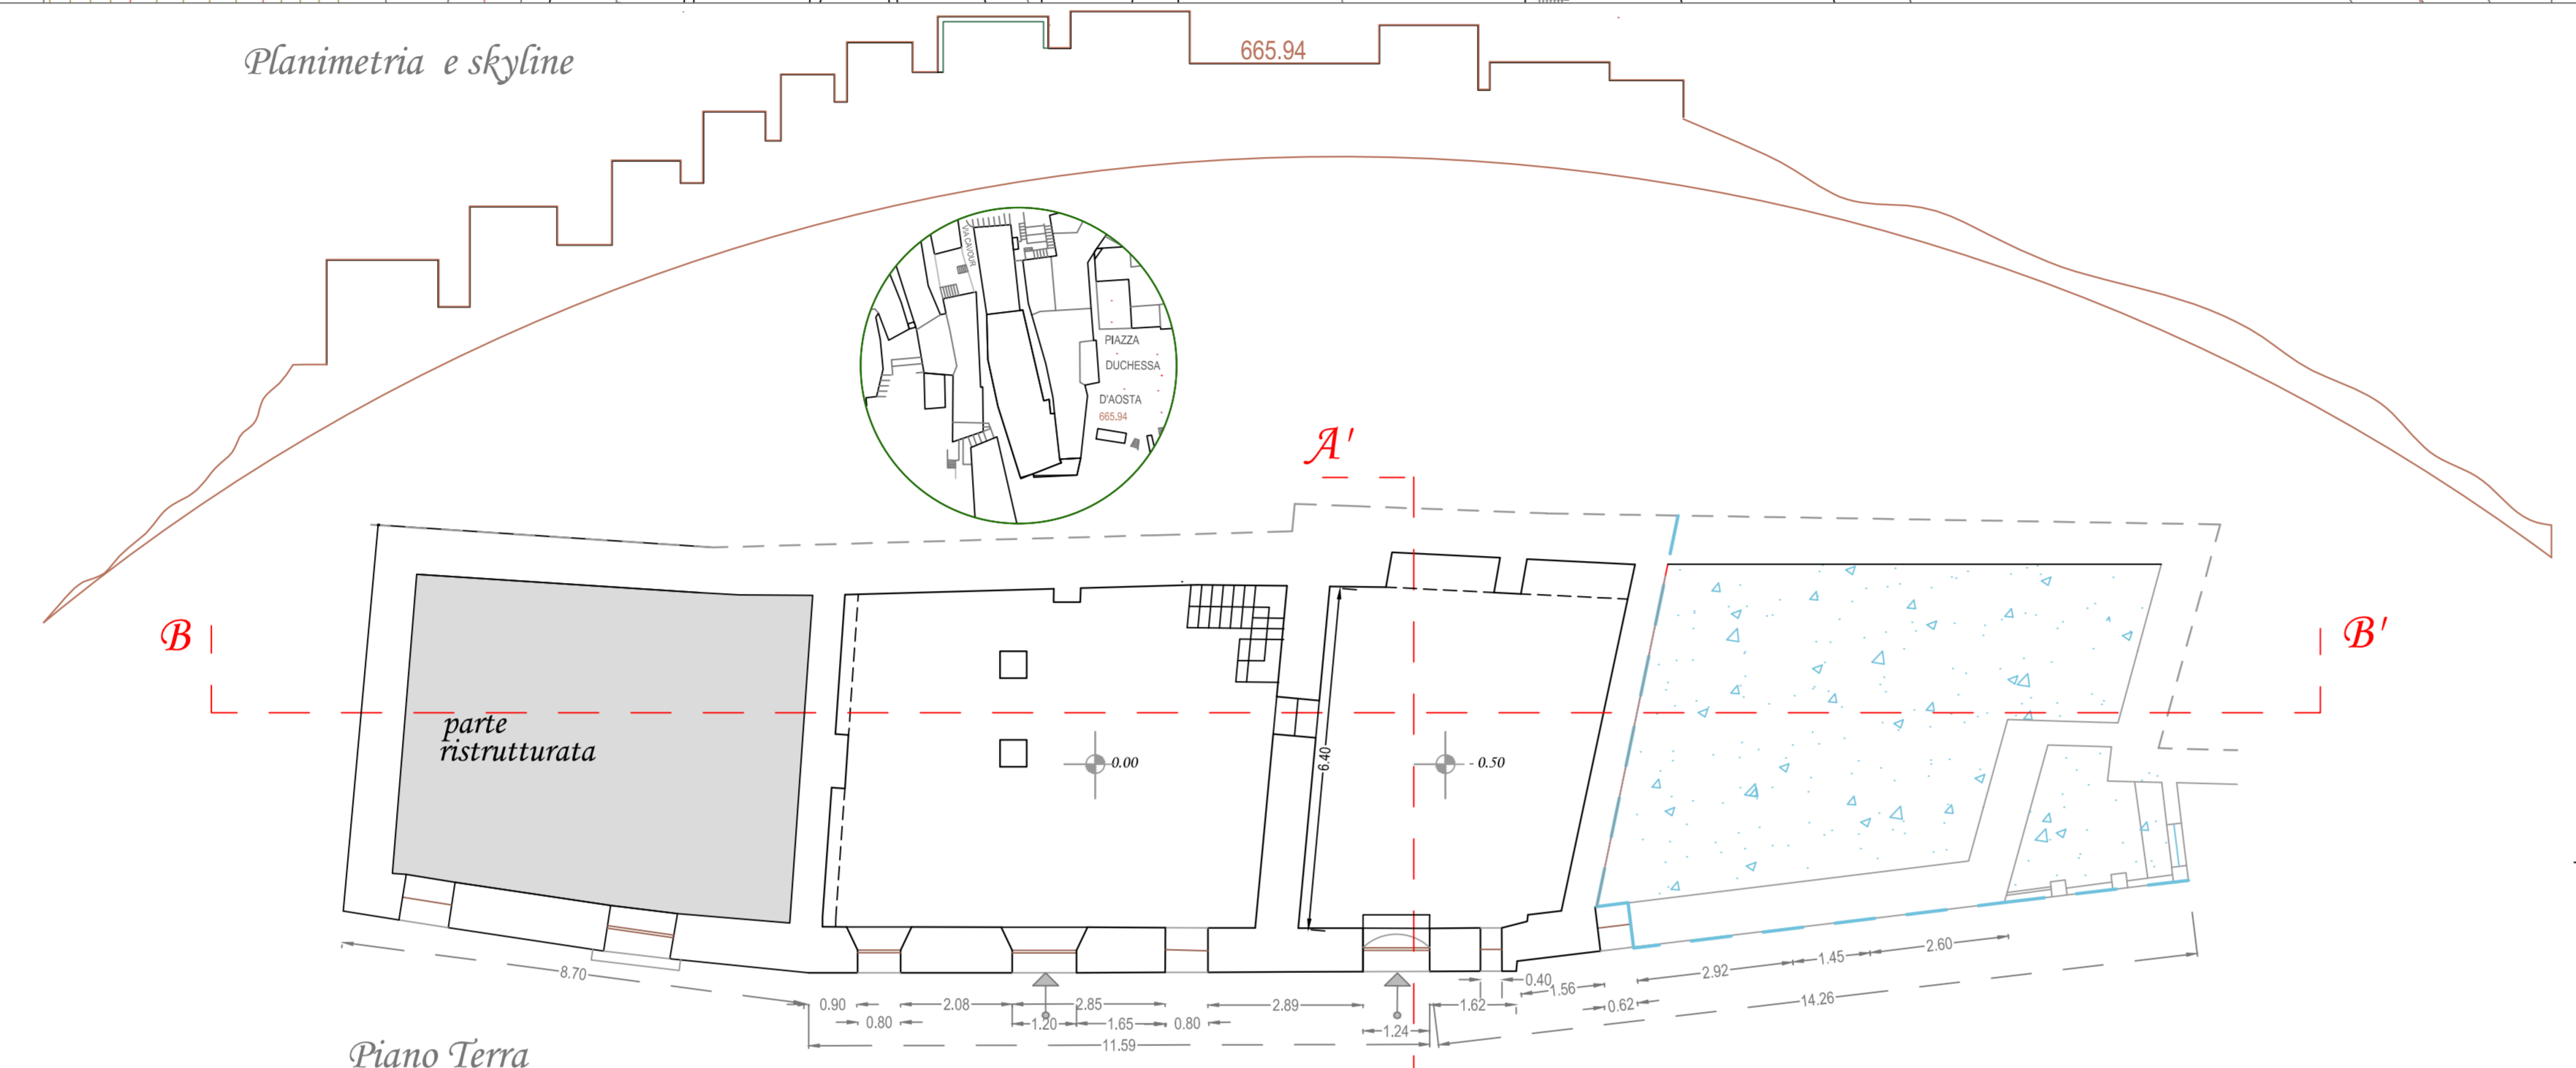 Planimetria e skyline
665.94
VIA CAVOUR
PIAZZA
DUCHESSA
D'AOSTA
665.94
A'
B
B'
parte
ristrutturata
0.00
6.40
- 0.50
8.70
0.90
2.08
2.85
2.89
1.62
0.40
1.56
0.62
2.92
1.45
2.60
14.26
0.80
1.20
1.65
0.80
1.24
11.59
Piano Terra